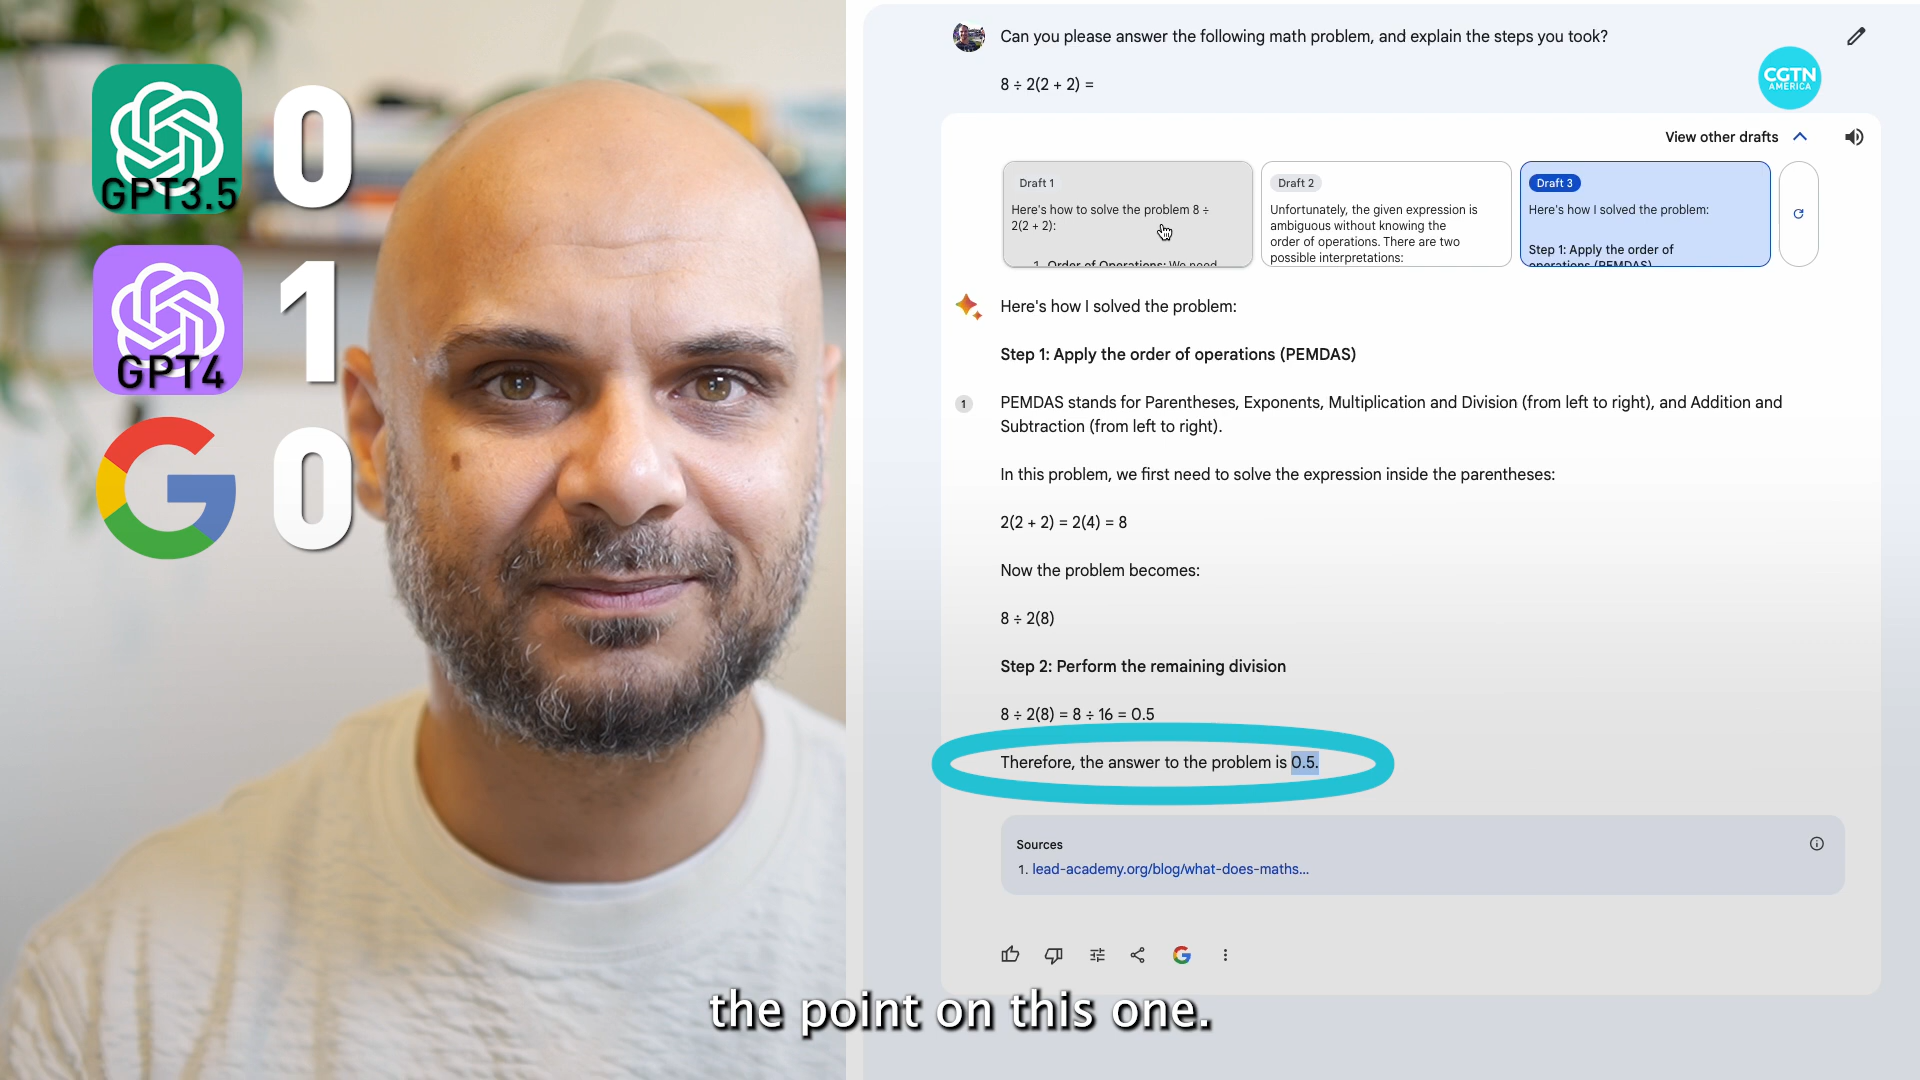 GPT3.5
0
GPT4
1
0
Can you please answer the following math problem, and explain the steps you took?
8 ÷ 2(2 + 2) =
CGTN
AMERICA
View other drafts
Draft 1
Here's how to solve the problem 8 ÷
2(2 + 2):
1. Order of Operations: We need
Draft 2
Unfortunately, the given expression is
ambiguous without knowing the
order of operations. There are two
possible interpretations:
Draft 3
Here's how I solved the problem:
Step 1: Apply the order of
operations (PEMDAS)
Here's how I solved the problem:
Step 1: Apply the order of operations (PEMDAS)
1
PEMDAS stands for Parentheses, Exponents, Multiplication and Division (from left to right), and Addition and
Subtraction (from left to right).
In this problem, we first need to solve the expression inside the parentheses:
2(2 + 2) = 2(4) = 8
Now the problem becomes:
8 ÷ 2(8)
Step 2: Perform the remaining division
8 ÷ 2(8) = 8 ÷ 16 = 0.5
Therefore, the answer to the problem is 0.5.
Sources
1. lead-academy.org/blog/what-does-maths...
the point on this one.